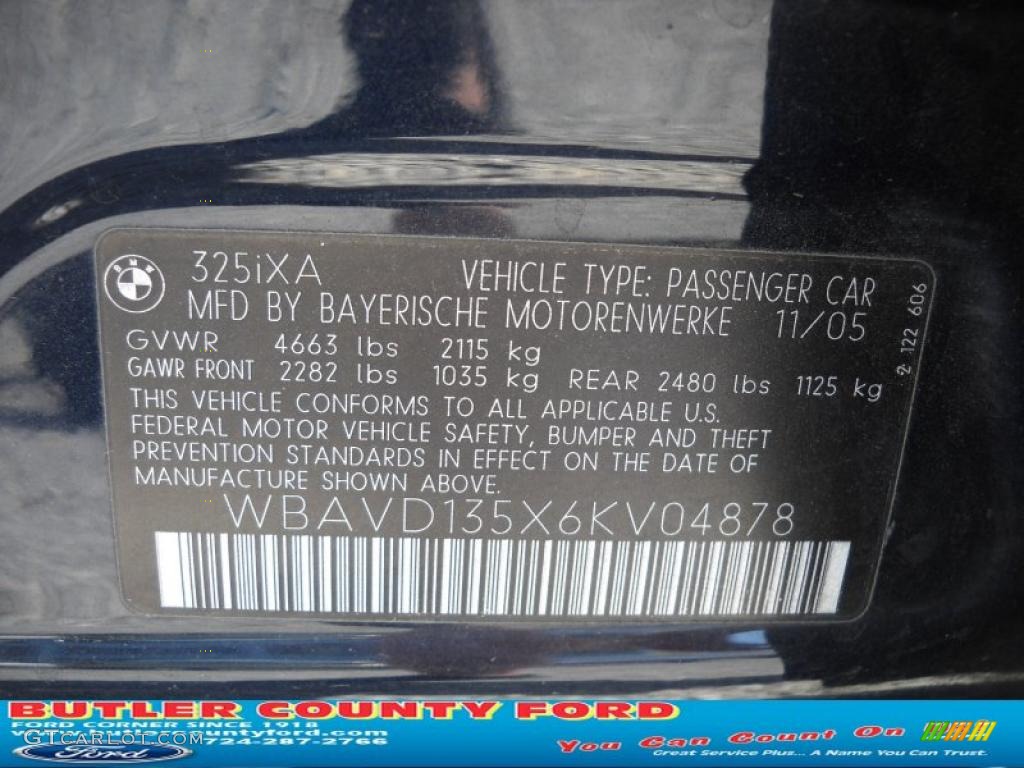 BMW
325iXA VEHICLE TYPE: PASSENGER CAR
MFD BY BAYERISCHE MOTORENWERKE 11/05
GVWR 4663 lbs 2115 kg
GAWR FRONT 2282 lbs 1035 kg REAR 2480 lbs 1125 kg
THIS VEHICLE CONFORMS TO ALL APPLICABLE U.S.
FEDERAL MOTOR VEHICLE SAFETY, BUMPER AND THEFT
PREVENTION STANDARDS IN EFFECT ON THE DATE OF
MANUFACTURE SHOWN ABOVE.
WBAVD135X6KV04878
2 122 606
BUTLER COUNTY FORD
FORD CORNER SINCE 1918
GTCarLot.com
724-287-2766
Ford
You Can Count On
Great Service Plus... A Name You Can Trust.